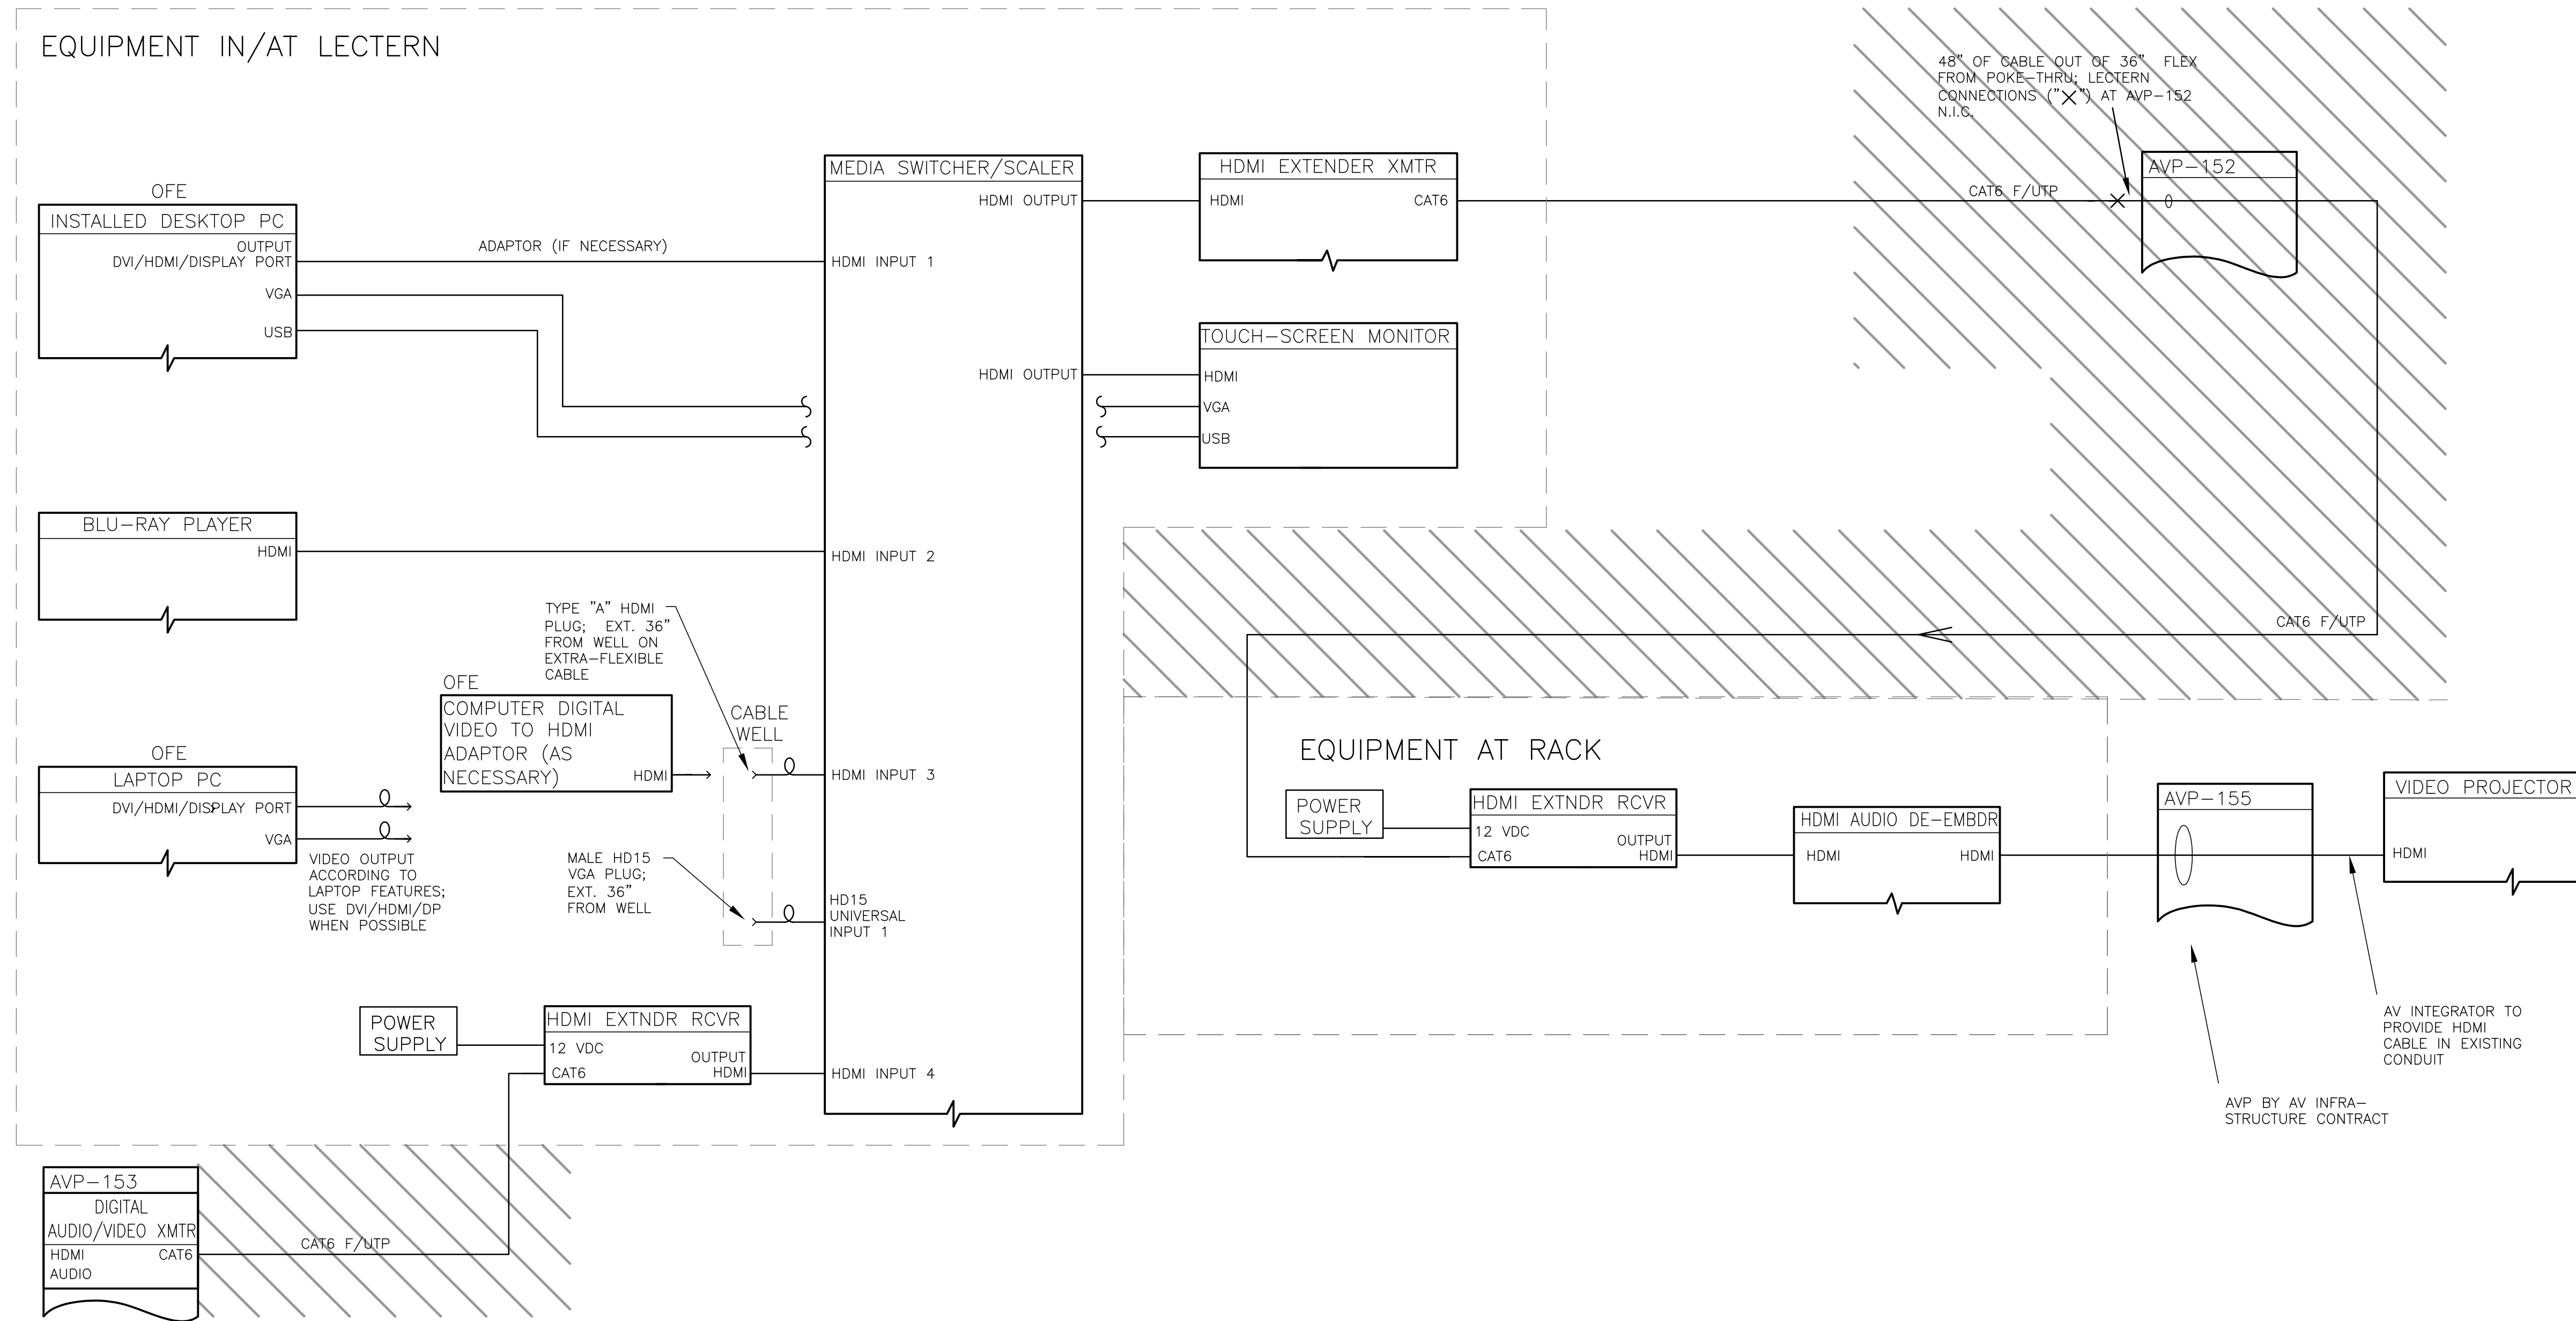 EQUIPMENT IN/AT LECTERN
48" OF CABLE OUT OF 36" FLEX
FROM POKE-THRU; LECTERN
CONNECTIONS ("X") AT AVP-152
N.I.C.
OFE
INSTALLED DESKTOP PC
OUTPUT
DVI/HDMI/DISPLAY PORT
VGA
USB
ADAPTOR (IF NECESSARY)
MEDIA SWITCHER/SCALER
HDMI OUTPUT
HDMI INPUT 1
HDMI OUTPUT
HDMI INPUT 2
HDMI INPUT 3
HD15
UNIVERSAL
INPUT 1
HDMI INPUT 4
HDMI EXTENDER XMTR
HDMI CAT6
CAT6 F/UTP
AVP-152
TOUCH-SCREEN MONITOR
HDMI
VGA
USB
BLU-RAY PLAYER
HDMI
TYPE "A" HDMI
PLUG; EXT. 36"
FROM WELL ON
EXTRA-FLEXIBLE
CABLE
OFE
COMPUTER DIGITAL
VIDEO TO HDMI
ADAPTOR (AS
NECESSARY) HDMI
CABLE
WELL
OFE
LAPTOP PC
DVI/HDMI/DISPLAY PORT
VGA
VIDEO OUTPUT
ACCORDING TO
LAPTOP FEATURES;
USE DVI/HDMI/DP
WHEN POSSIBLE
MALE HD15
VGA PLUG;
EXT. 36"
FROM WELL
POWER
SUPPLY
HDMI EXTNDR RCVR
12 VDC
OUTPUT
CAT6 HDMI
CAT6 F/UTP
EQUIPMENT AT RACK
POWER
SUPPLY
HDMI EXTNDR RCVR
12 VDC
OUTPUT
CAT6 HDMI
HDMI AUDIO DE-EMBDR
HDMI HDMI
AVP-155
VIDEO PROJECTOR
HDMI
AV INTEGRATOR TO
PROVIDE HDMI
CABLE IN EXISTING
CONDUIT
AVP BY AV INFRA-
STRUCTURE CONTRACT
AVP-153
DIGITAL
AUDIO/VIDEO XMTR
HDMI CAT6
AUDIO
CAT6 F/UTP